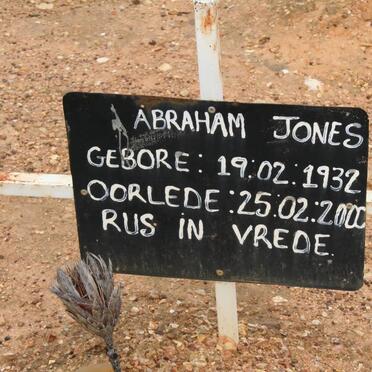 ABRAHAM JONES
GEBORE: 19:02:1932
OORLEDE:25.02:2000
RUS IN VREDE.